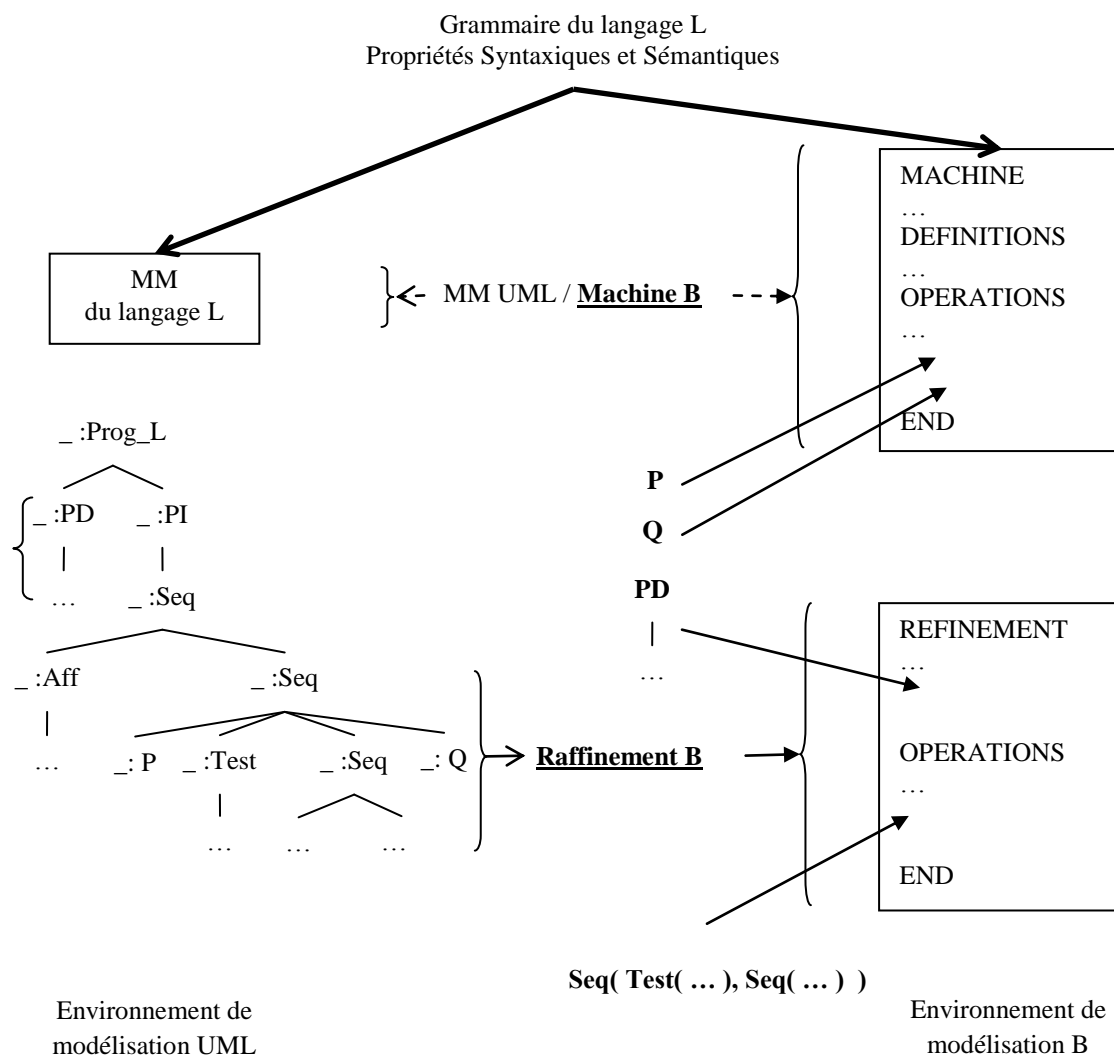 Grammaire du langage L
Propriétés Syntaxiques et Sémantiques
MACHINE
…
DEFINITIONS
…
OPERATIONS
…
END
MM
du langage L
MM UML / Machine B
_ :Prog_L
_ :PD _ :PI
… _ :Seq
_ :Aff _ :Seq
… _: P _ :Test _ :Seq _: Q
… … …
P
Q
PD
…
Raffinement B
REFINEMENT
…
OPERATIONS
…
END
Seq( Test( … ), Seq( … ) )
Environnement de
modélisation UML
Environnement de
modélisation B